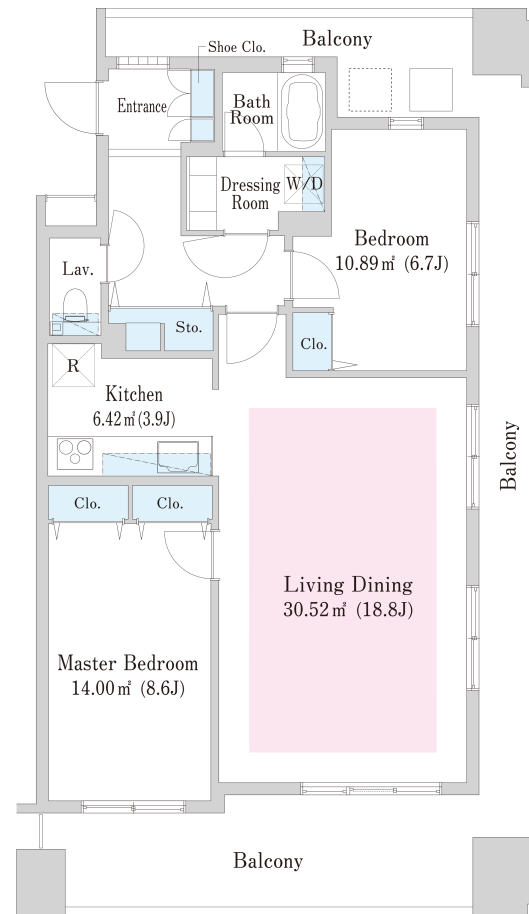 Balcony
Shoe Clo.
Entrance
Bath
Room
Dressing
Room
W/D
Bedroom
10.89㎡ (6.7J)
Lav.
Sto.
Clo.
R
Kitchen
6.42㎡(3.9J)
Balcony
Clo.
Clo.
Living Dining
30.52㎡ (18.8J)
Master Bedroom
14.00㎡ (8.6J)
Balcony